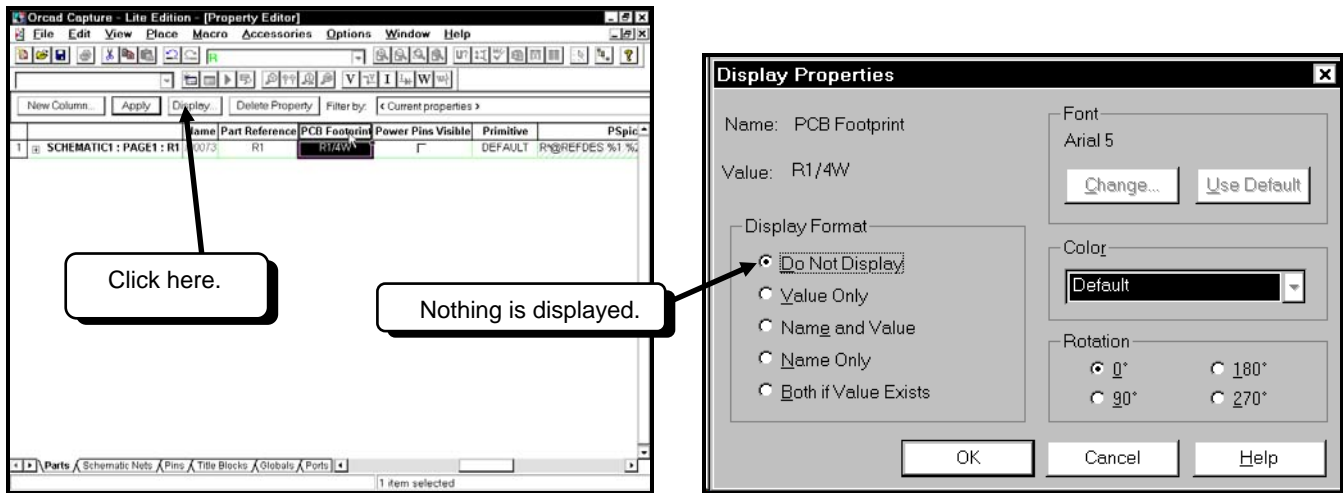 Orcad Capture - Lite Edition - [Property Editor]
File Edit View Place Macro Accessories Options Window Help
R
U?
V I W
New Column... Apply Display... Delete Property Filter by: < Current properties >
Name Part Reference PCB Footprint Power Pins Visible Primitive PSpic
1 SCHEMATIC1 : PAGE1 : R1 R1 R1/4W DEFAULT R^@REFDES %1 %2
Click here.
Nothing is displayed.
Parts Schematic Nets Pins Title Blocks Globals Ports
1 item selected
Display Properties
Name: PCB Footprint
Value: R1/4W
Font
Arial 5
Change... Use Default
Display Format
Do Not Display
Value Only
Name and Value
Name Only
Both if Value Exists
Color
Default
Rotation
0° 180°
90° 270°
OK Cancel Help